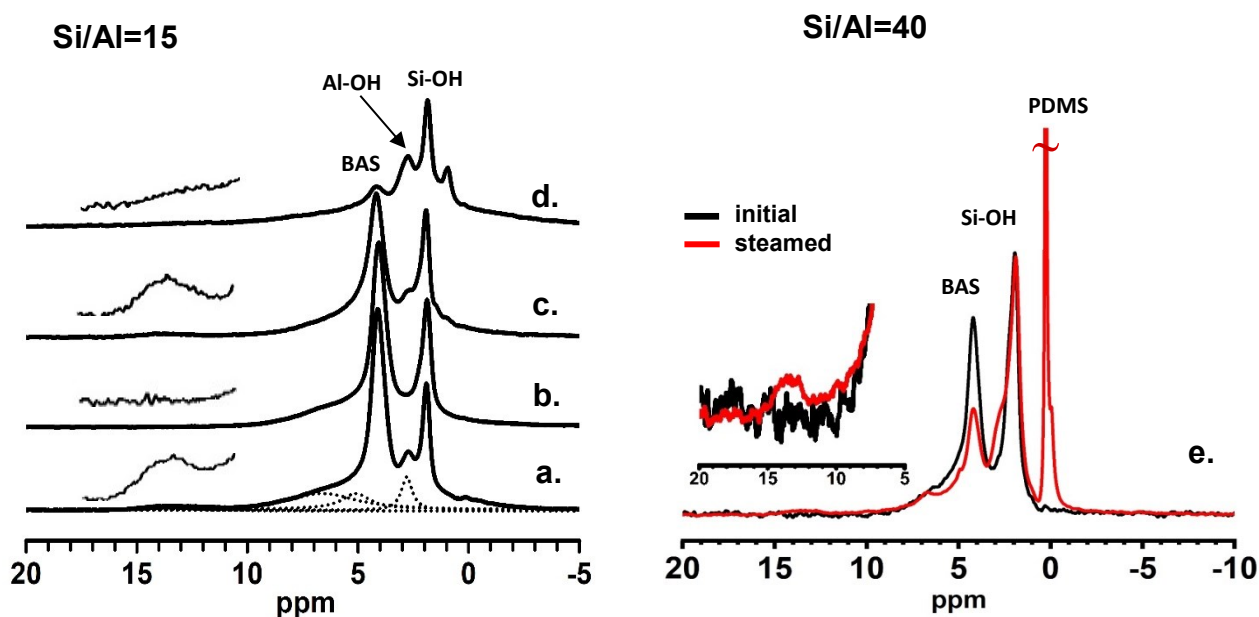 Si/Al=15
Al-OH
Si-OH
BAS
d.
c.
b.
a.
20 15 10 5 0 -5
ppm
Si/Al=40
PDMS
initial
steamed
Si-OH
BAS
20 15 10 5
e.
20 15 10 5 0 -5 -10
ppm